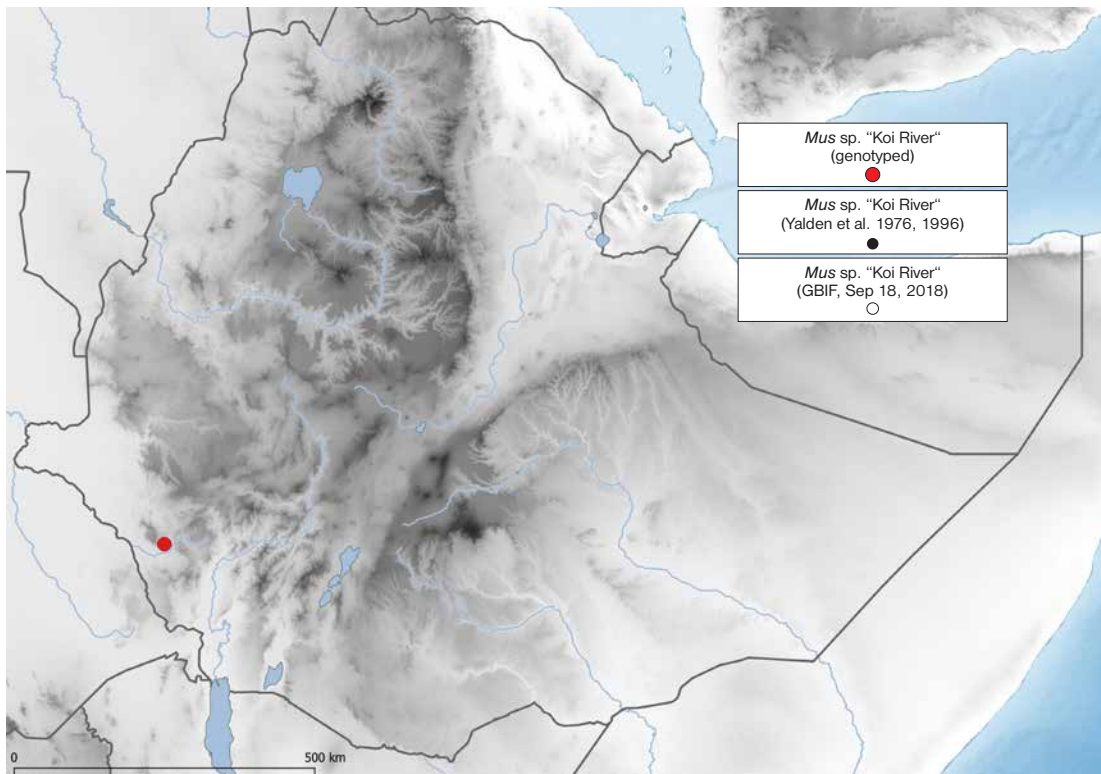 Mus sp. "Koi River“
(genotyped)
Mus sp. "Koi River“
(Yalden et al. 1976, 1996)
Mus sp. "Koi River“
(GBIF, Sep 18, 2018)
0
500 km